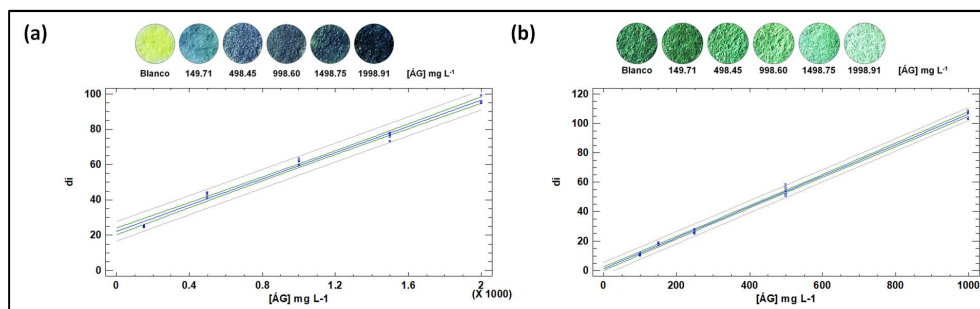 (a)
Blanco 149.71 498.45 998.60 1498.75 1998.91 [ÁG] mg L-1
100
80
60
40
20
0
di
0 0.4 0.8 1.2 1.6 2
(X 1000)
[ÁG] mg L-1
(b)
Blanco 149.71 498.45 998.60 1498.75 1998.91 [ÁG] mg L-1
120
100
80
60
40
20
0
di
0 200 400 600 800 1000
[ÁG] mg L-1